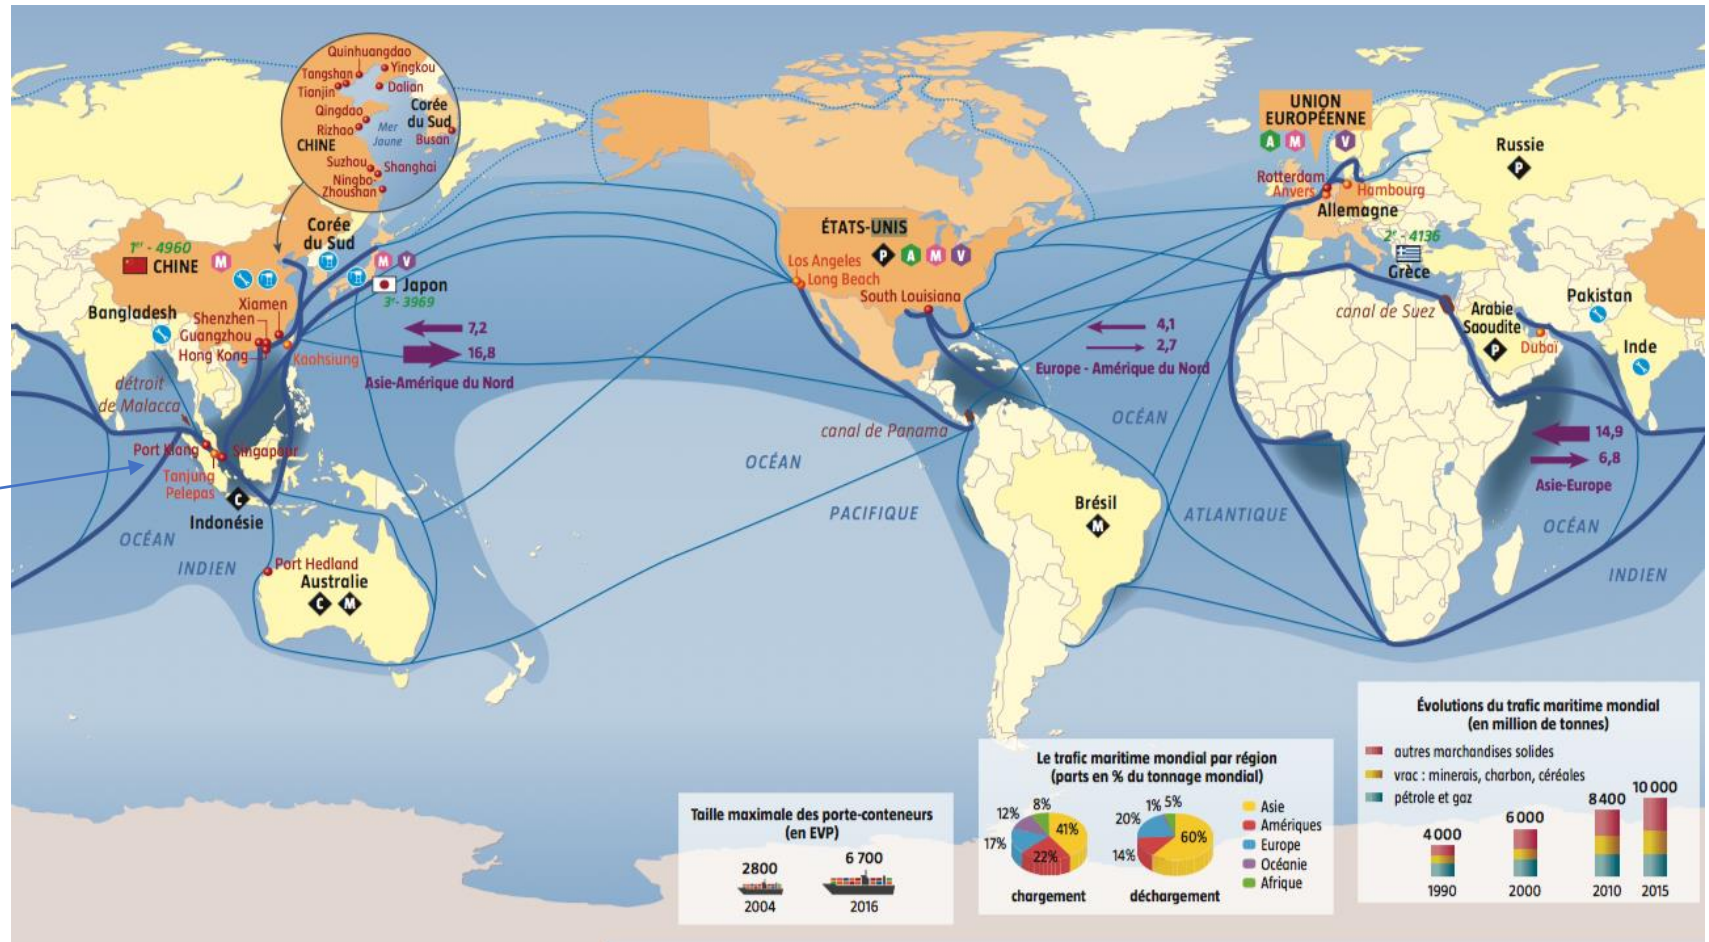 Quinhuangdao
Yingkou
Tangshan
Dalian
Tianjin
Corée
du Sud
Qingdao
Mer
Jaune
Rizhao
Busan
CHINE
Suzhou
Shanghai
Ningbo
Zhoushan
Corée
du Sud
1er - 4960
CHINE
M
M V
Japon
3e - 3969
Bangladesh
Xiamen
Shenzhen
Guangzhou
Hong Kong
Kaohsiung
7,2
16,8
Asie-Amérique du Nord
détroit
de Malacca
Port Klang
Singapour
Tanjung
Pelepas
C
Indonésie
OCÉAN
INDIEN
Port Hedland
Australie
C M
ÉTATS-UNIS
P A M V
Los Angeles
Long Beach
South Louisiana
4,1
2,7
Europe - Amérique du Nord
canal de Panama
OCÉAN
PACIFIQUE
OCÉAN
ATLANTIQUE
Brésil
M
UNION
EUROPÉENNE
A M V
Rotterdam
Anvers
Hambourg
Allemagne
Russie
P
2e - 4136
Grèce
canal de Suez
Arabie
Saoudite
P
Dubaï
Pakistan
Inde
14,9
6,8
Asie-Europe
OCÉAN
INDIEN
Taille maximale des porte-conteneurs
(en EVP)
2800
6 700
2004
2016
Le trafic maritime mondial par région
(parts en % du tonnage mondial)
12%
8%
41%
17%
22%
chargement
1%
5%
20%
60%
14%
déchargement
Asie
Amériques
Europe
Océanie
Afrique
Évolutions du trafic maritime mondial
(en million de tonnes)
autres marchandises solides
vrac : minerais, charbon, céréales
pétrole et gaz
4 000
6 000
8 400
10 000
1990
2000
2010
2015